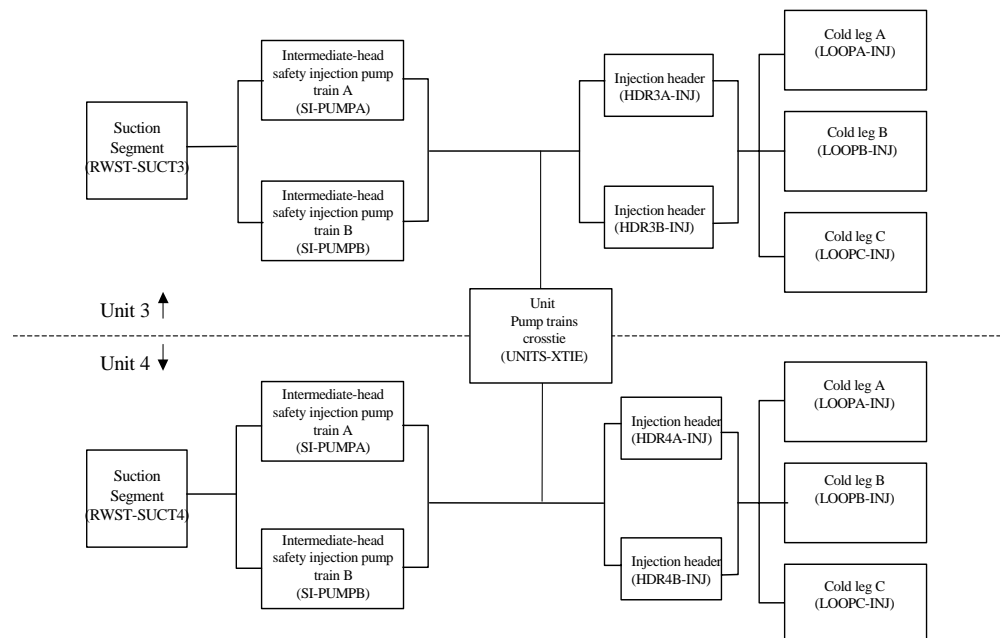 Suction
Segment
(RWST-SUCT3)
Intermediate-head
safety injection pump
train A
(SI-PUMPA)
Intermediate-head
safety injection pump
train B
(SI-PUMPB)
Injection header
(HDR3A-INJ)
Injection header
(HDR3B-INJ)
Cold leg A
(LOOPA-INJ)
Cold leg B
(LOOPB-INJ)
Cold leg C
(LOOPC-INJ)
Unit 3
Unit
Pump trains
crosstie
(UNITS-XTIE)
Unit 4
Suction
Segment
(RWST-SUCT4)
Intermediate-head
safety injection pump
train A
(SI-PUMPA)
Intermediate-head
safety injection pump
train B
(SI-PUMPB)
Injection header
(HDR4A-INJ)
Injection header
(HDR4B-INJ)
Cold leg A
(LOOPA-INJ)
Cold leg B
(LOOPB-INJ)
Cold leg C
(LOOPC-INJ)